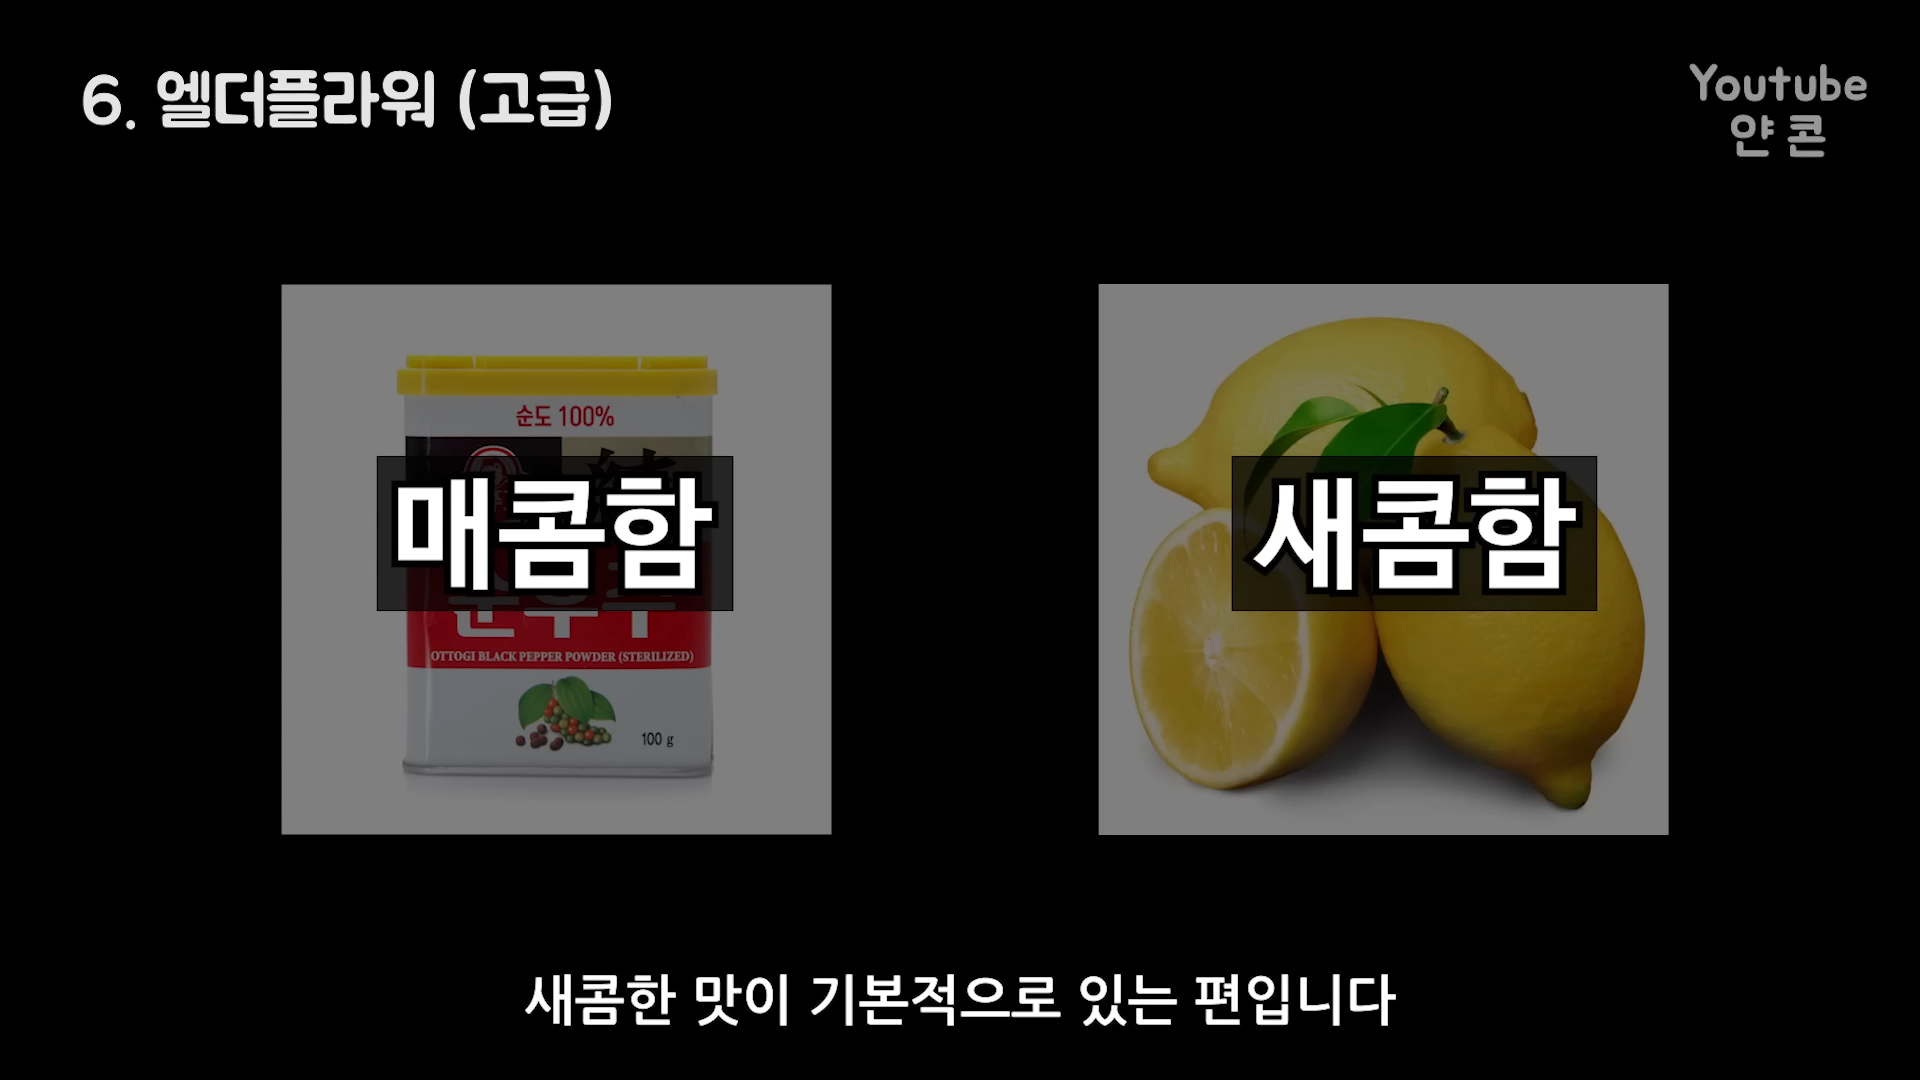 6. 엘더플라워 (고급)
Youtube
얀 콘
순도 100%
매콤함
새콤함
OTTOGI BLACK PEPPER POWDER (STERILIZED)
100 g
새콤한 맛이 기본적으로 있는 편입니다